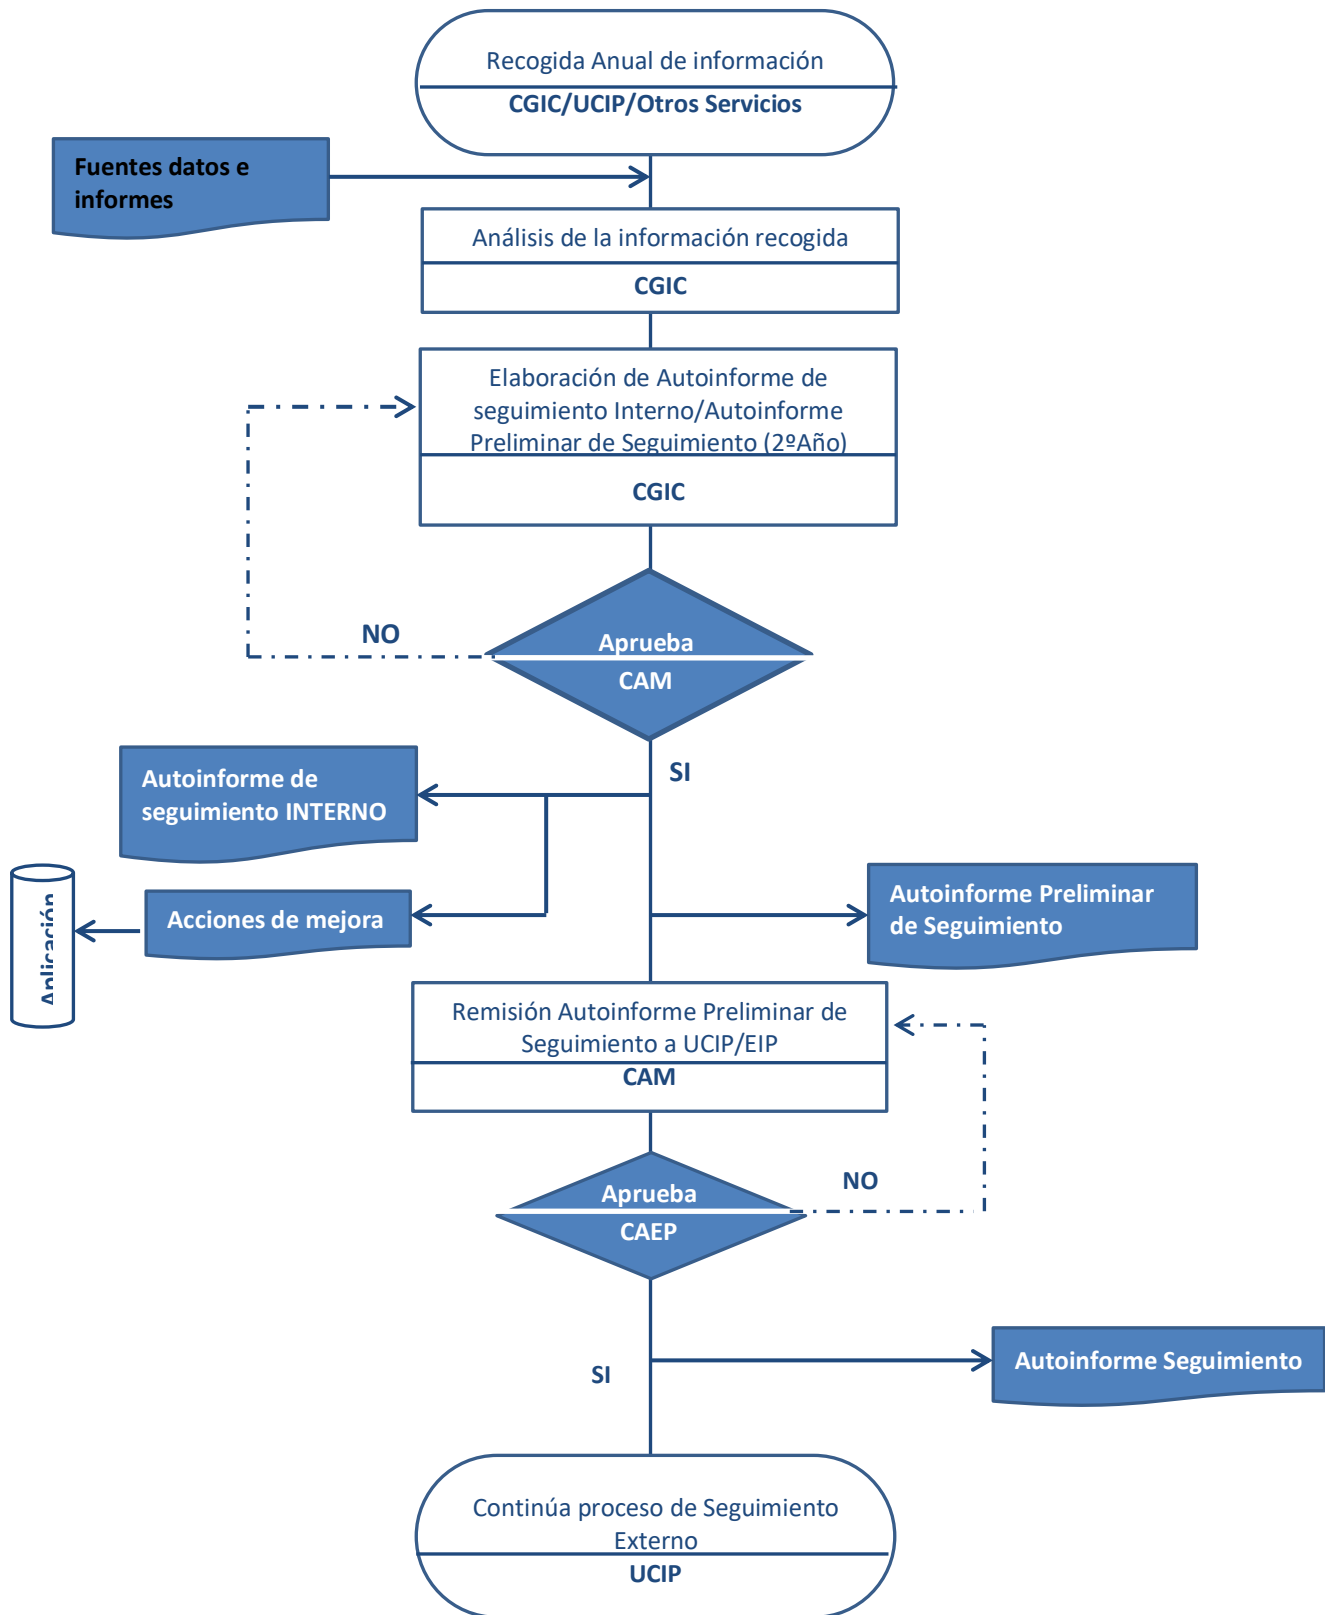 Recogida Anual de información
CGIC/UCIP/Otros Servicios
Fuentes datos e
informes
Análisis de la información recogida
CGIC
Elaboración de Autoinforme de
seguimiento Interno/Autoinforme
Preliminar de Seguimiento (2ºAño)
CGIC
NO
Aprueba
CAM
SI
Autoinforme de
seguimiento INTERNO
Aplicación
Acciones de mejora
Autoinforme Preliminar
de Seguimiento
Remisión Autoinforme Preliminar de
Seguimiento a UCIP/EIP
CAM
Aprueba
CAEP
NO
SI
Autoinforme Seguimiento
Continúa proceso de Seguimiento
Externo
UCIP